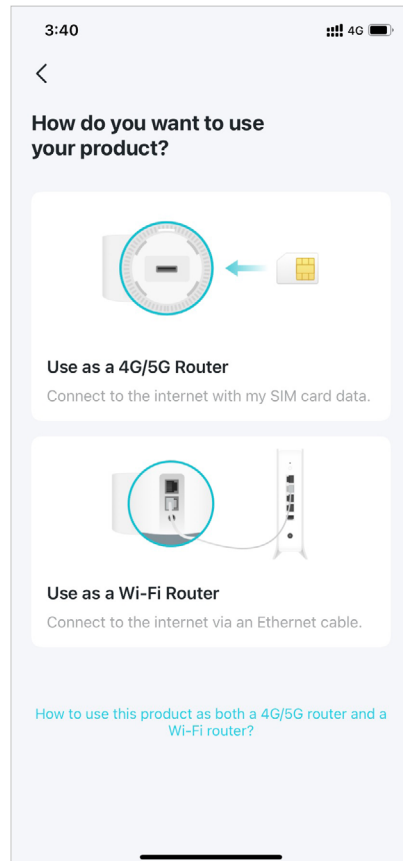 3:40
4G
How do you want to use
your product?
Use as a 4G/5G Router
Connect to the internet with my SIM card data.
Use as a Wi-Fi Router
Connect to the internet via an Ethernet cable.
How to use this product as both a 4G/5G router and a
Wi-Fi router?